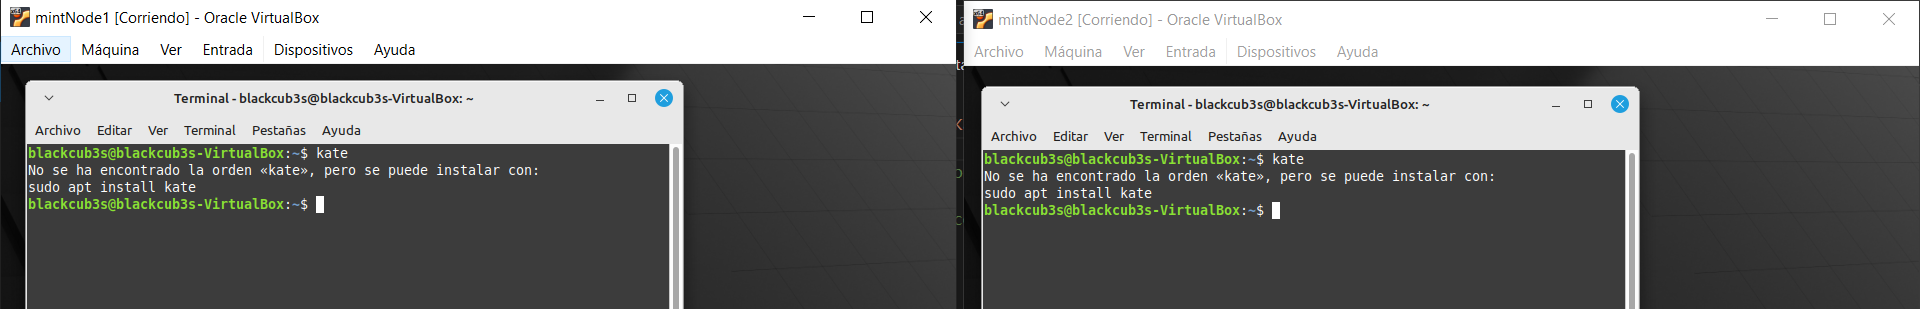 mintNode1 [Corriendo] - Oracle VirtualBox
Archivo Máquina Ver Entrada Dispositivos Ayuda
Terminal - blackcub3s@blackcub3s-VirtualBox: ~
Archivo Editar Ver Terminal Pestañas Ayuda
blackcub3s@blackcub3s-VirtualBox:~$ kate
No se ha encontrado la orden «kate», pero se puede instalar con:
sudo apt install kate
blackcub3s@blackcub3s-VirtualBox:~$
mintNode2 [Corriendo] - Oracle VirtualBox
Archivo Máquina Ver Entrada Dispositivos Ayuda
Terminal - blackcub3s@blackcub3s-VirtualBox: ~
Archivo Editar Ver Terminal Pestañas Ayuda
blackcub3s@blackcub3s-VirtualBox:~$ kate
No se ha encontrado la orden «kate», pero se puede instalar con:
sudo apt install kate
blackcub3s@blackcub3s-VirtualBox:~$